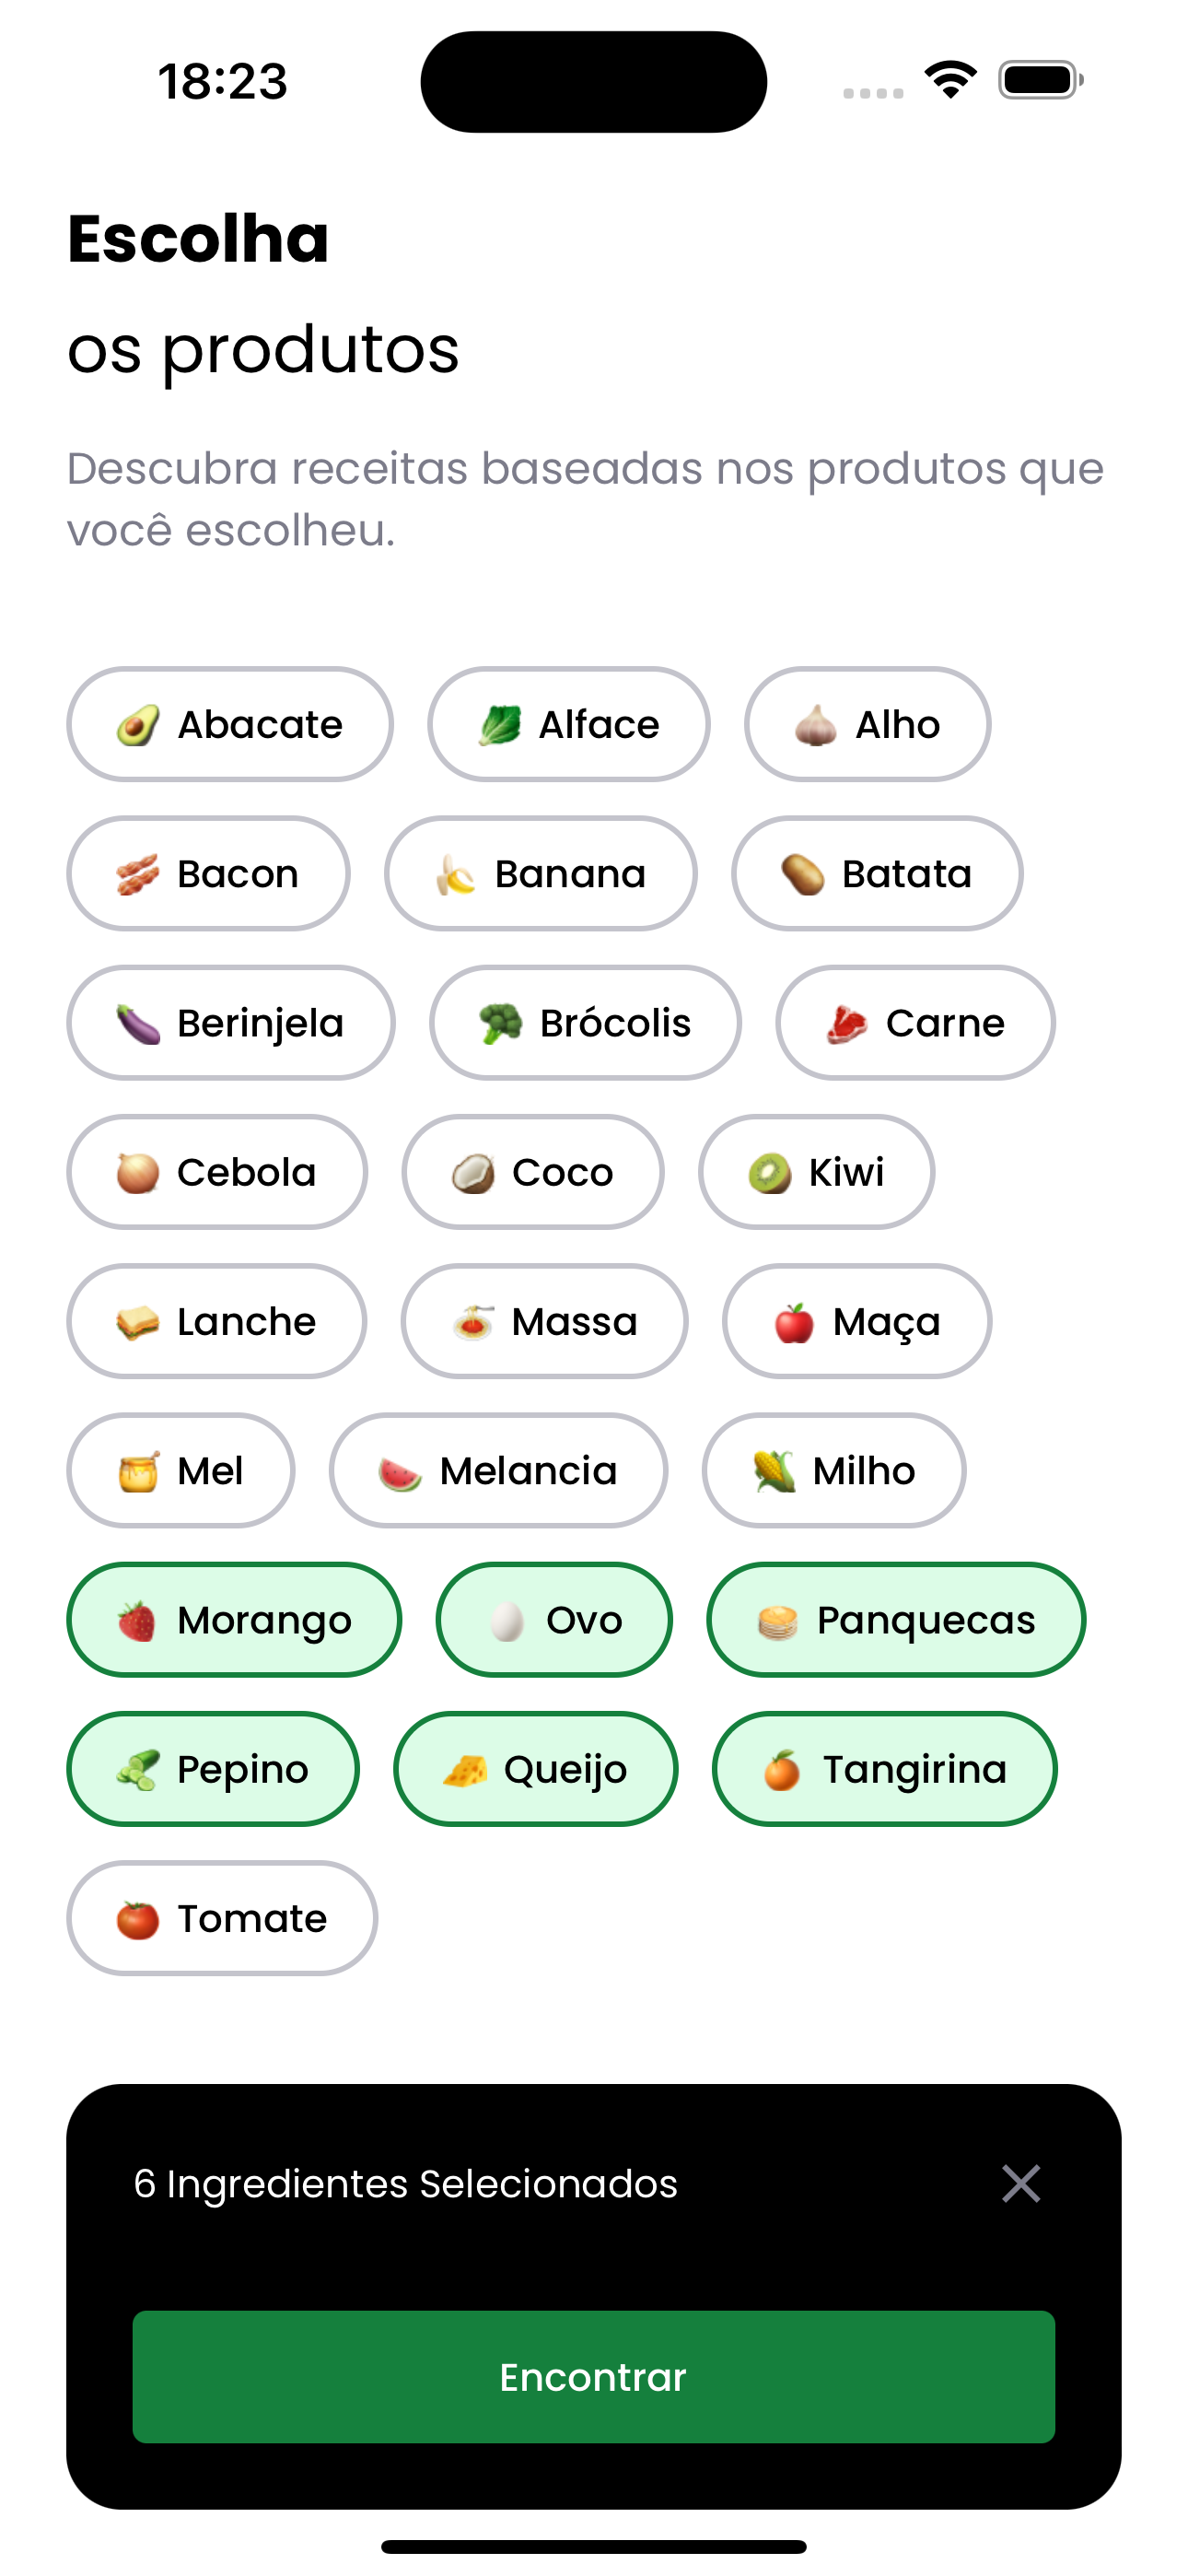 18:23
Escolha
os produtos
Descubra receitas baseadas nos produtos que
você escolheu.
Abacate Alface Alho
Bacon Banana Batata
Berinjela Brócolis Carne
Cebola Coco Kiwi
Lanche Massa Maça
Mel Melancia Milho
Morango Ovo Panquecas
Pepino Queijo Tangirina
Tomate
6 Ingredientes Selecionados
Encontrar